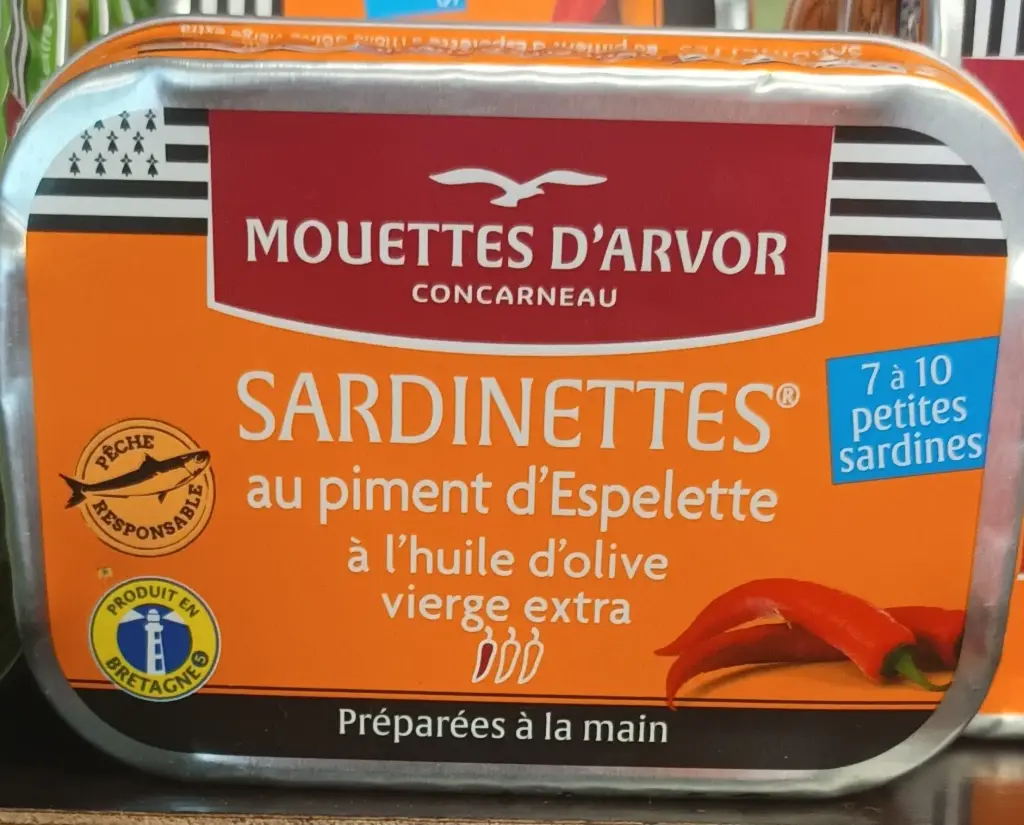 MOUETTES D'ARVOR
CONCARNEAU
SARDINETTES®
au piment d'Espelette
à l'huile d'olive
vierge extra
7 à 10
petites
sardines
PÊCHE
RESPONSABLE
PRODUIT EN
BRETAGNE
Préparées à la main